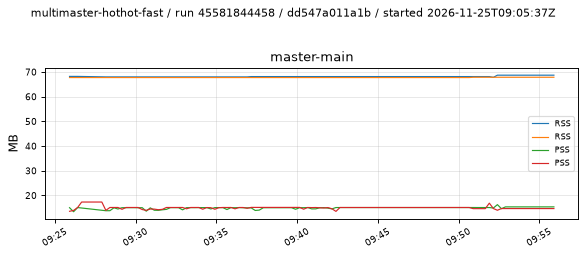 multimaster-hothot-fast / run 45581844458 / dd547a011a1b / started 2026-11-25T09:05:37Z
master-main
MB
70
60
50
40
30
20
RSS
RSS
PSS
PSS
09:25
09:30
09:35
09:40
09:45
09:50
09:55